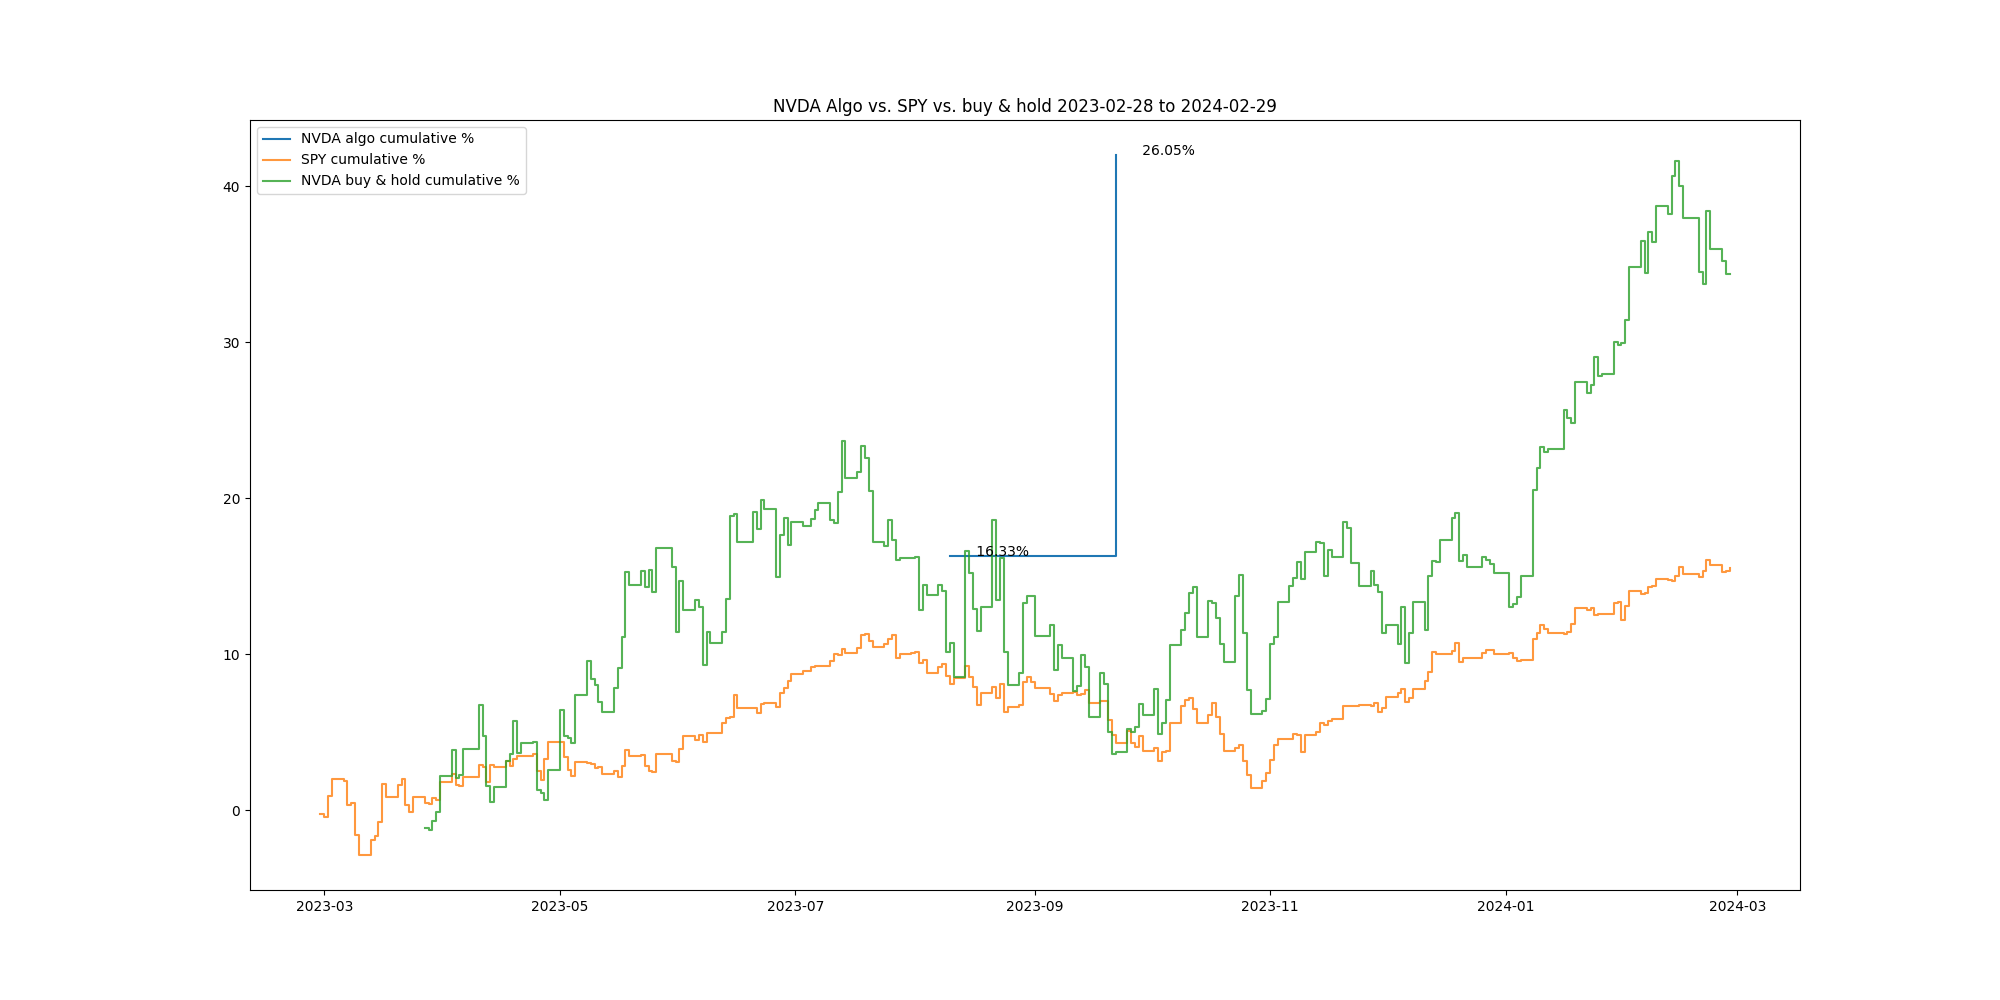 NVDA Algo vs. SPY vs. buy & hold 2023-02-28 to 2024-02-29
NVDA algo cumulative %
SPY cumulative %
NVDA buy & hold cumulative %
26.05%
16.33%
40
30
20
10
0
2023-03 2023-05 2023-07 2023-09 2023-11 2024-01 2024-03